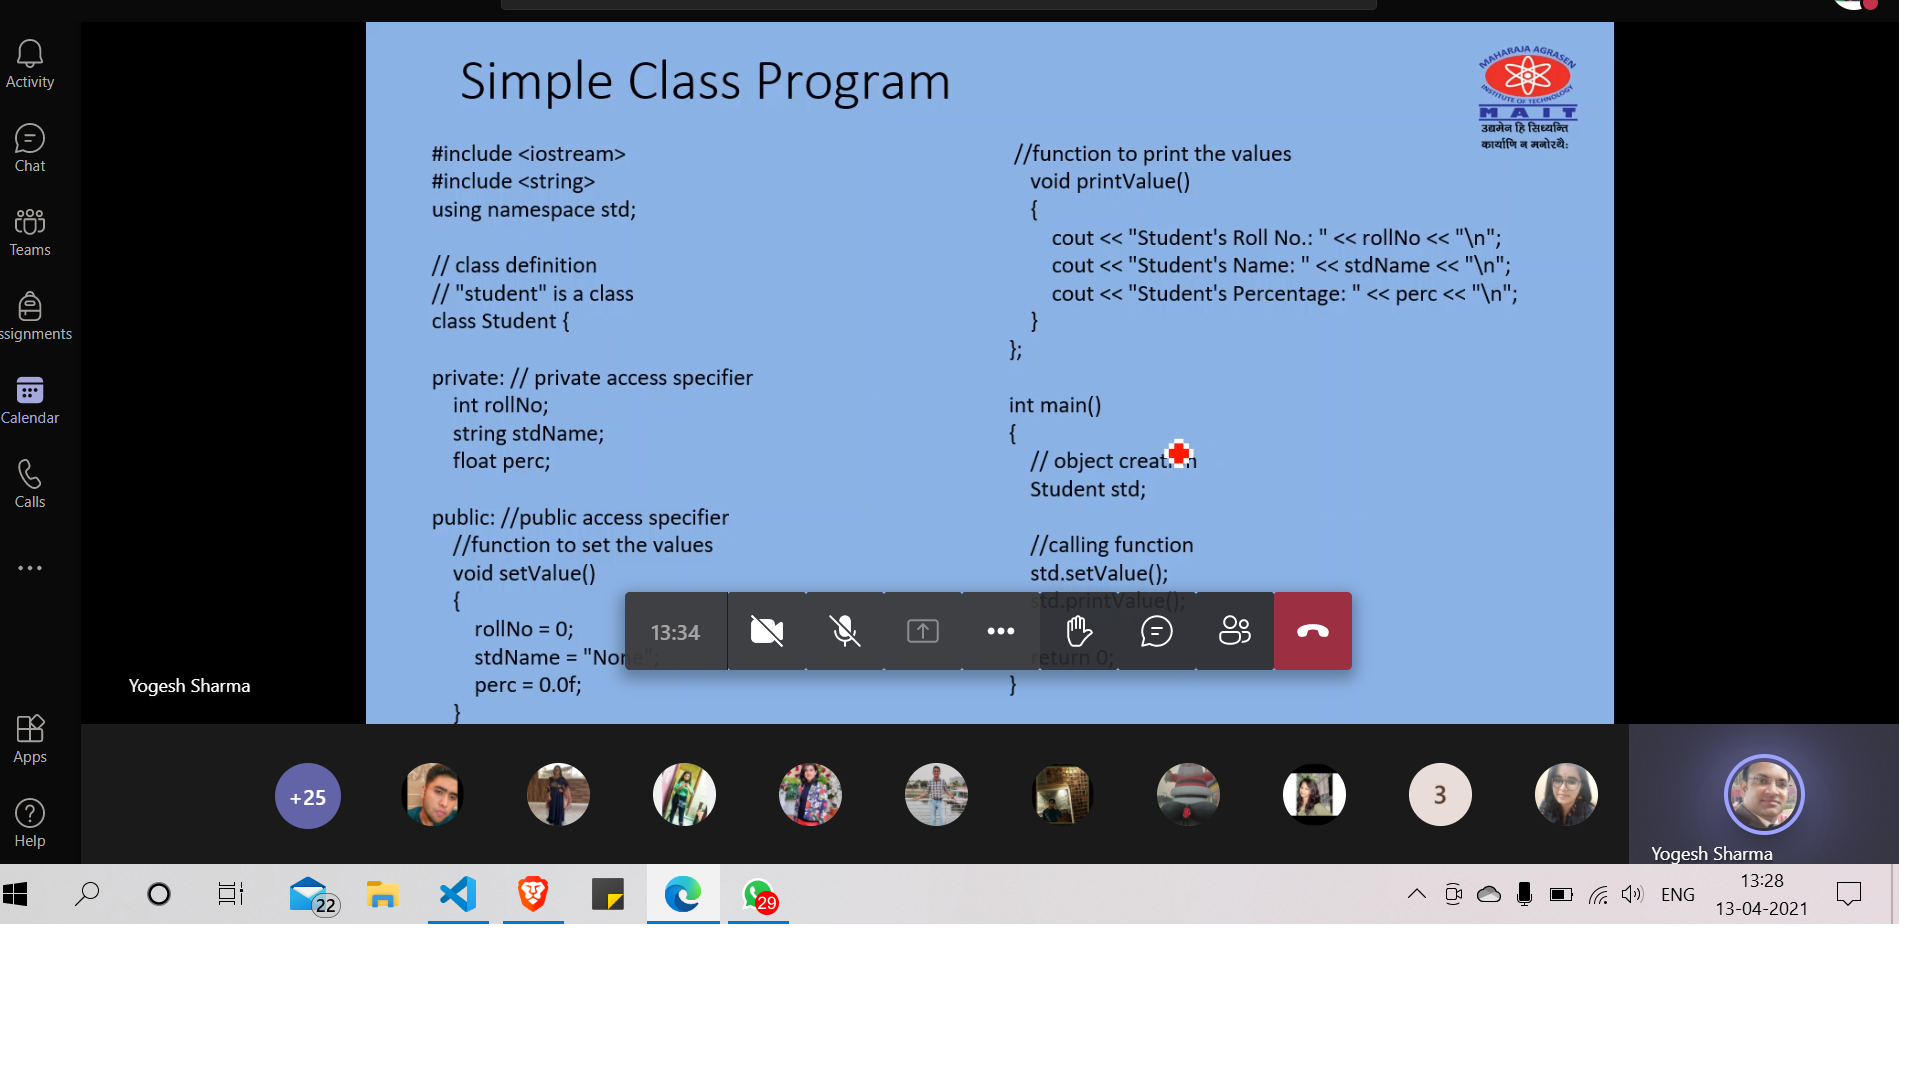 Activity
Chat
Teams
ssignments
Calendar
Calls
Apps
Help
Simple Class Program
MAHARAJA AGRASEN
INSTITUTE OF TECHNOLOGY
MAIT
उद्यमेन हि सिध्यन्ति
कार्याणि न मनोरथैः
#include <iostream>
#include <string>
using namespace std;
// class definition
// "student" is a class
class Student {
private: // private access specifier
int rollNo;
string stdName;
float perc;
public: //public access specifier
//function to set the values
void setValue()
{
rollNo = 0;
stdName = "None";
perc = 0.0f;
}
//function to print the values
void printValue()
{
cout << "Student's Roll No.: " << rollNo << "\n";
cout << "Student's Name: " << stdName << "\n";
cout << "Student's Percentage: " << perc << "\n";
}
};
int main()
{
// object creation
Student std;
//calling function
std.setValue();
std.printValue();
return 0;
}
13:34
Yogesh Sharma
+25
3
Yogesh Sharma
22
29
ENG
13:28
13-04-2021